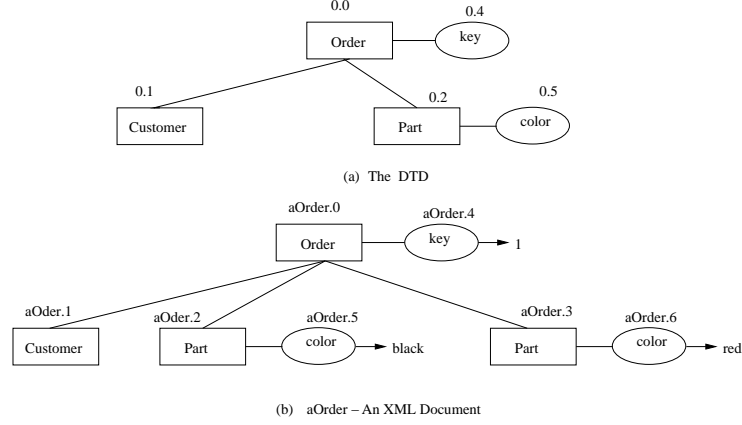 0.0
0.4
Order
key
0.1
0.2
0.5
Customer
Part
color
(a) The DTD
aOrder.0
aOrder.4
Order
key
1
aOder.1
aOder.2
aOrder.5
aOrder.3
aOrder.6
Customer
Part
color
black
Part
color
red
(b) aOrder – An XML Document